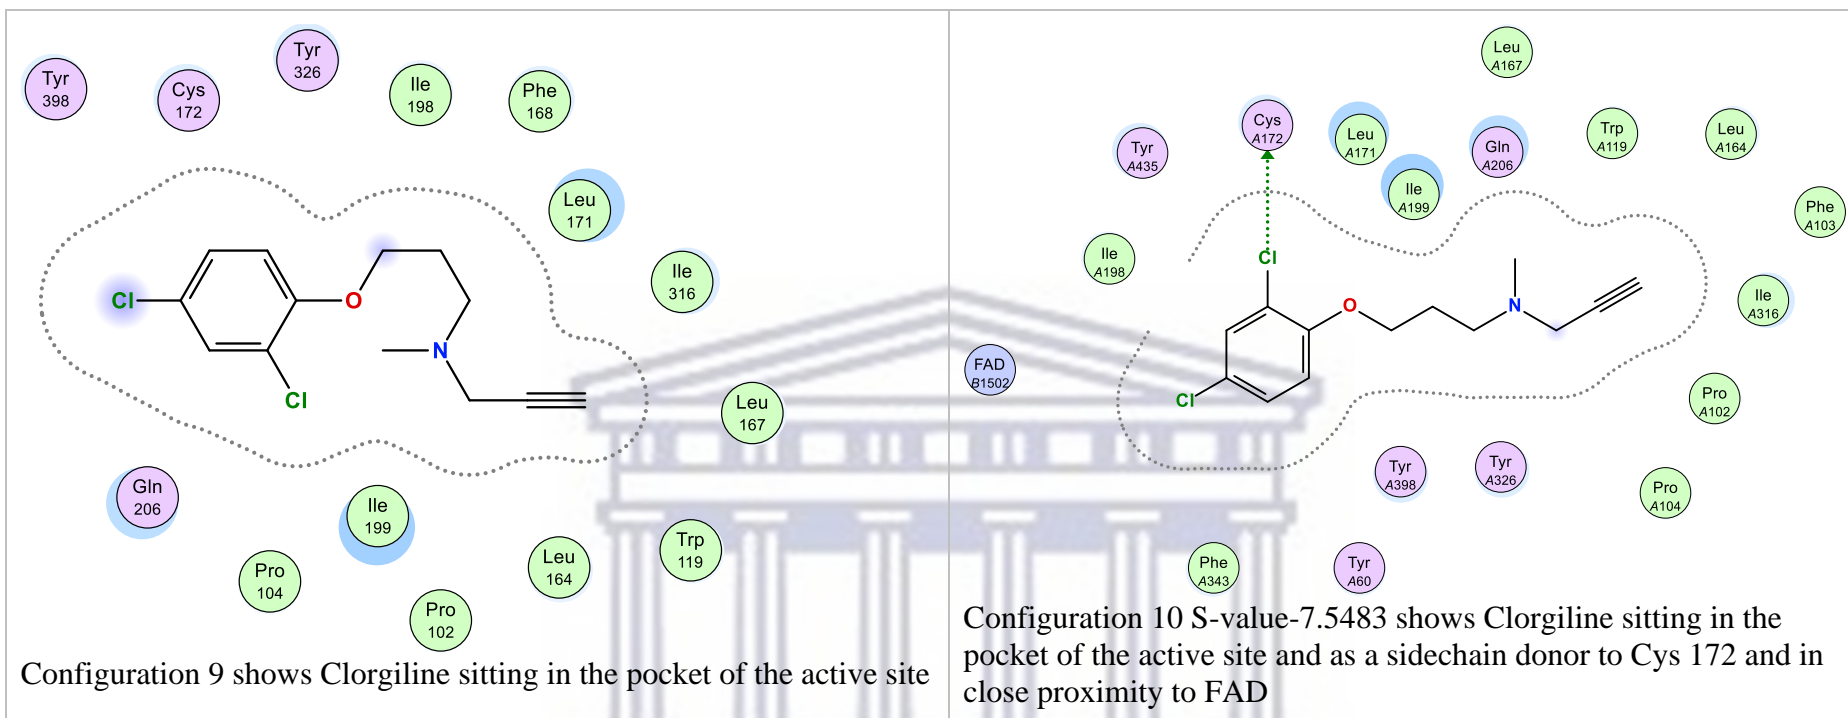 Tyr
398
Cys
172
Tyr
326
Ile
198
Phe
168
Leu
171
Ile
316
Cl
O
N
Cl
Leu
167
Gln
206
Ile
199
Trp
119
Leu
164
Pro
104
Pro
102
Configuration 9 shows Clorgiline sitting in the pocket of the active site
Leu
A167
Cys
A172
Tyr
A435
Leu
A171
Gln
A206
Trp
A119
Leu
A164
Ile
A199
Phe
A103
Ile
A198
Cl
O
N
Ile
A316
FAD
B1502
Cl
Pro
A102
Tyr
A398
Tyr
A326
Pro
A104
Phe
A343
Tyr
A60
Configuration 10 S-value-7.5483 shows Clorgiline sitting in the
pocket of the active site and as a sidechain donor to Cys 172 and in
close proximity to FAD